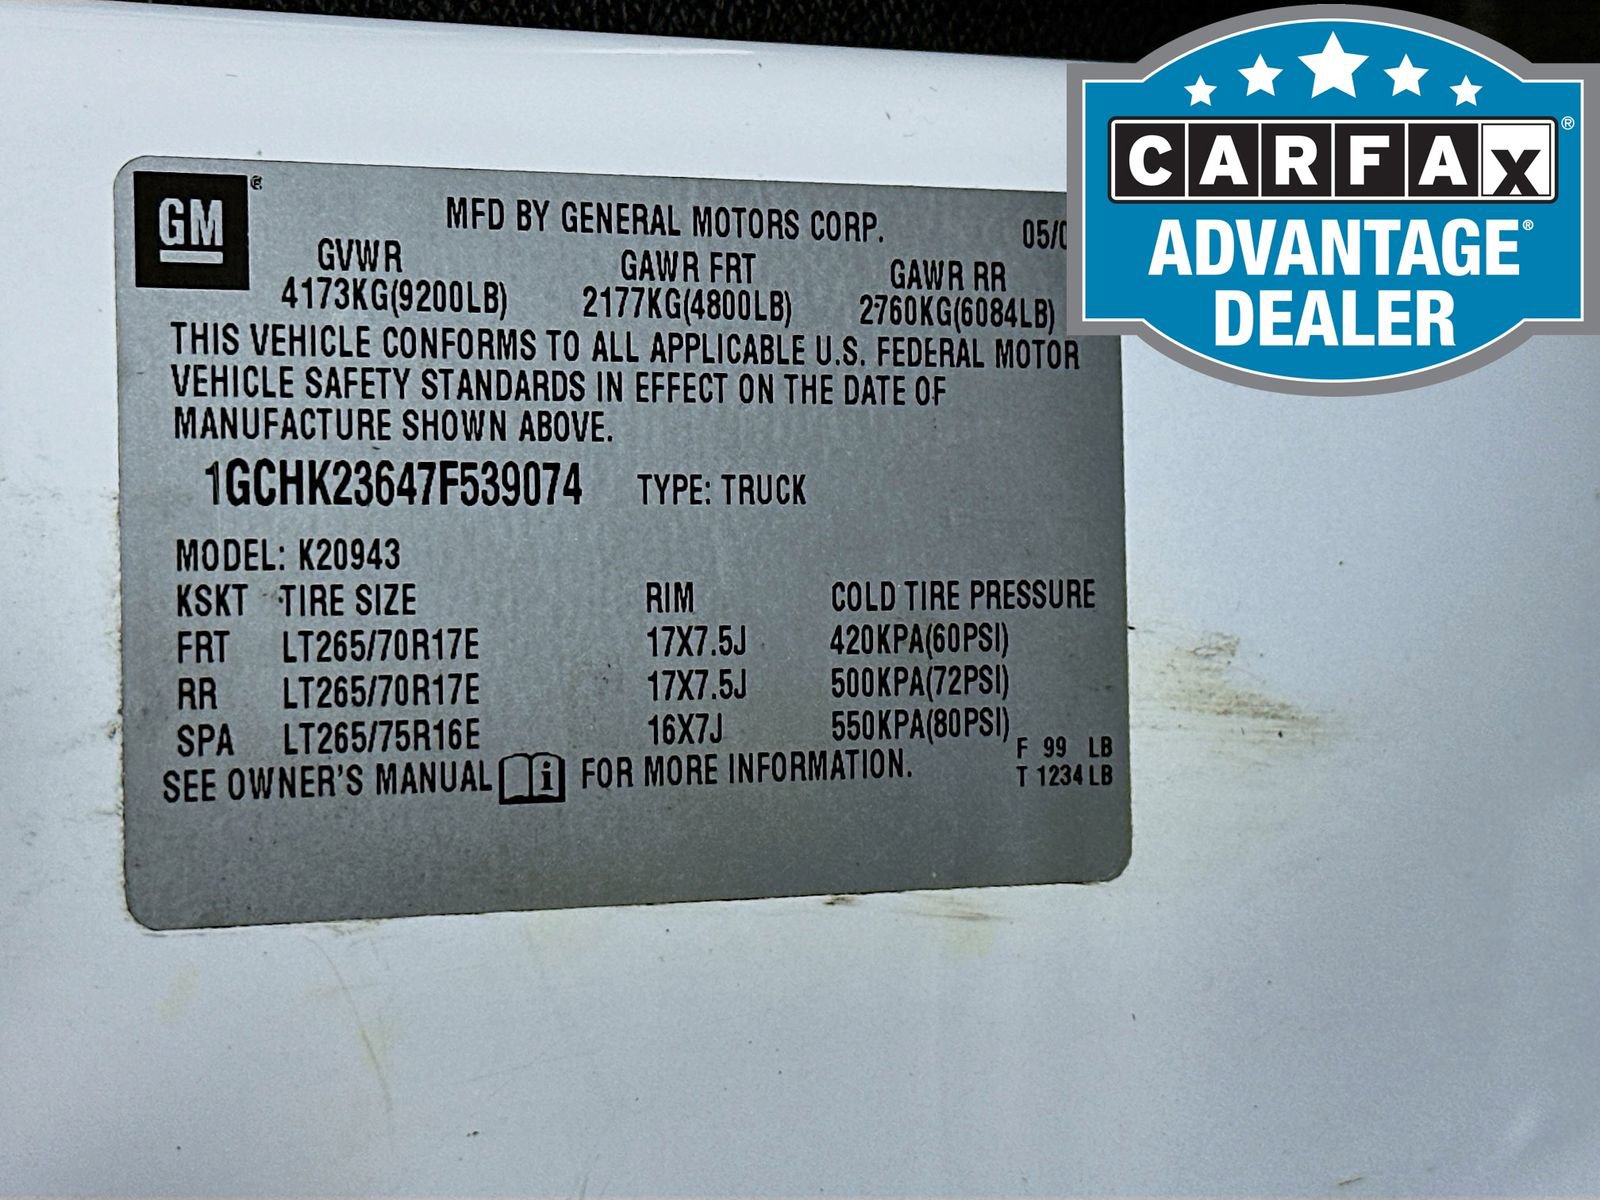 CARFAX®
ADVANTAGE®
DEALER
GM®
MFD BY GENERAL MOTORS CORP.
GVWR GAWR FRT GAWR RR
4173KG(9200LB) 2177KG(4800LB) 2760KG(6084LB)
THIS VEHICLE CONFORMS TO ALL APPLICABLE U.S. FEDERAL MOTOR
VEHICLE SAFETY STANDARDS IN EFFECT ON THE DATE OF
MANUFACTURE SHOWN ABOVE.
1GCHK23647F539074 TYPE: TRUCK
MODEL: K20943
KSKT TIRE SIZE RIM COLD TIRE PRESSURE
FRT LT265/70R17E 17X7.5J 420KPA(60PSI)
RR LT265/70R17E 17X7.5J 500KPA(72PSI)
SPA LT265/75R16E 16X7J 550KPA(80PSI)
F 99 LB
T 1234 LB
SEE OWNER'S MANUAL i FOR MORE INFORMATION.